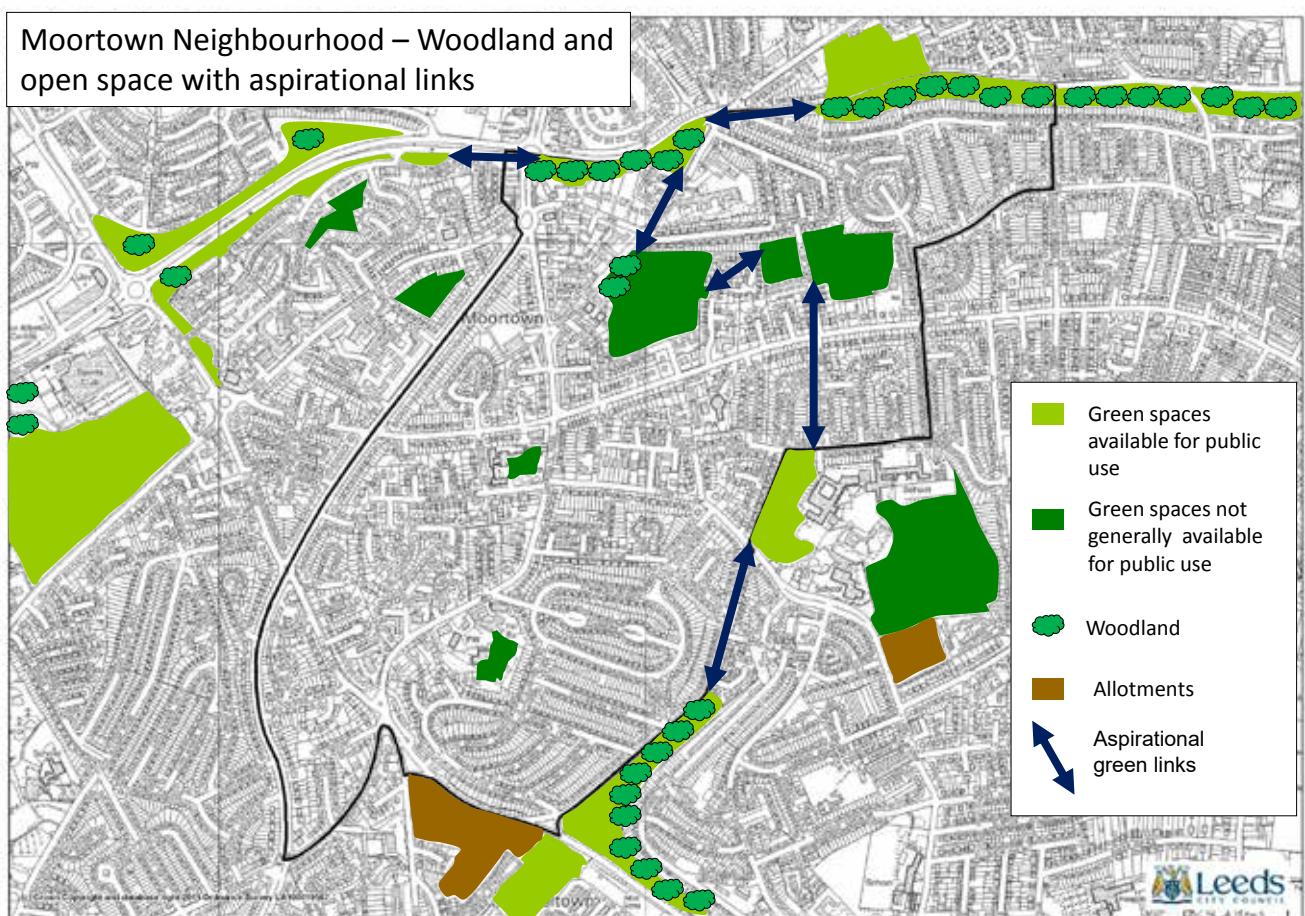 Moortown Neighbourhood – Woodland and
open space with aspirational links
Moortown
Green spaces
available for public
use
Green spaces not
generally available
for public use
Woodland
Allotments
Aspirational
green links
Leeds
CITY COUNCIL